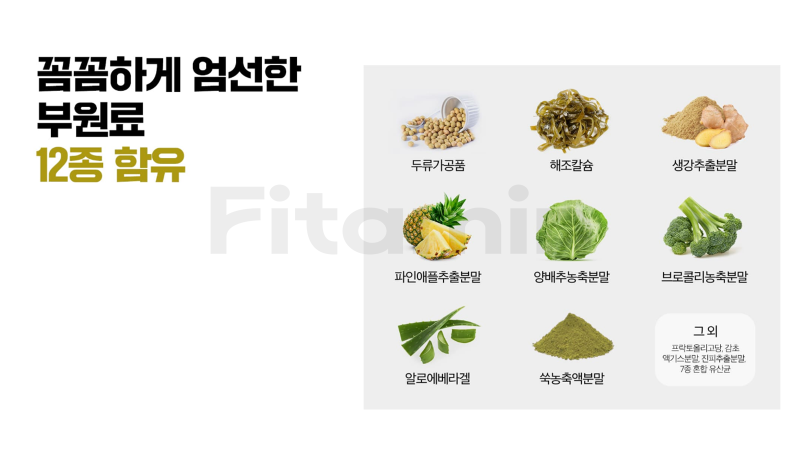 꼼꼼하게 엄선한
부원료
12종 함유
두류가공품
해조칼슘
생강추출분말
Fitamin
파인애플추출분말
양배추농축분말
브로콜리농축분말
알로에베라겔
쑥농축액분말
그 외
프락토올리고당, 감초
엑기스분말, 진피추출분말,
7종 혼합 유산균